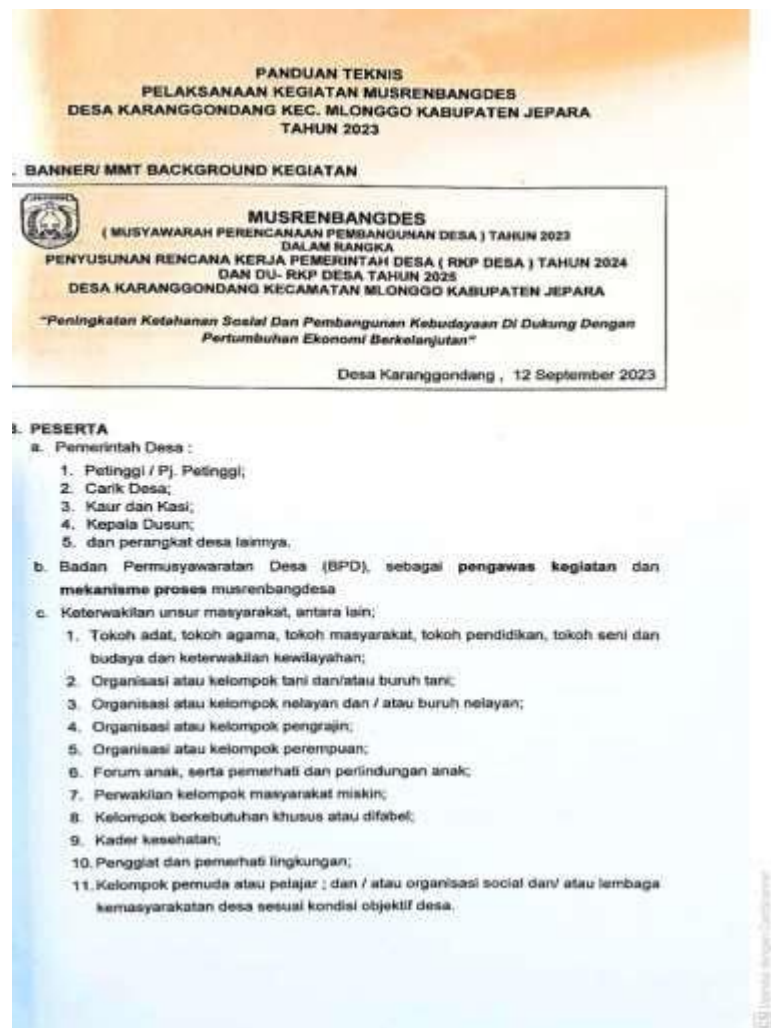 PANDUAN TEKNIS
PELAKSANAAN KEGIATAN MUSRENBANGDES
DESA KARANGGONDANG KEC. MLONGGO KABUPATEN JEPARA
TAHUN 2023
. BANNER/ MMT BACKGROUND KEGIATAN
MUSRENBANGDES
( MUSYAWARAH PERENCANAAN PEMBANGUNAN DESA ) TAHUN 2023
DALAM RANGKA
PENYUSUNAN RENCANA KERJA PEMERINTAH DESA ( RKP DESA ) TAHUN 2024
DAN DU- RKP DESA TAHUN 2025
DESA KARANGGONDANG KECAMATAN MLONGGO KABUPATEN JEPARA
"Peningkatan Ketahanan Sosial Dan Pembangunan Kebudayaan Di Dukung Dengan
Pertumbuhan Ekonomi Berkelanjutan"
Desa Karanggondang , 12 September 2023
. PESERTA
a. Pemerintah Desa :
1. Petinggi / Pj. Petinggi;
2. Carik Desa;
3. Kaur dan Kasi;
4. Kepala Dusun;
5. dan perangkat desa lainnya.
b. Badan Permusyawaratan Desa (BPD), sebagai pengawas kegiatan dan
mekanisme proses musrenbangdesa
c. Keterwakilan unsur masyarakat, antara lain;
1. Tokoh adat, tokoh agama, tokoh masyarakat, tokoh pendidikan, tokoh seni dan
budaya dan keterwakilan kewilayahan;
2. Organisasi atau kelompok tani dan/atau buruh tani;
3. Organisasi atau kelompok nelayan dan / atau buruh nelayan;
4. Organisasi atau kelompok pengrajin;
5. Organisasi atau kelompok perempuan;
6. Forum anak, serta pemerhati dan perlindungan anak;
7. Perwakilan kelompok masyarakat miskin;
8. Kelompok berkebutuhan khusus atau difabel;
9. Kader kesehatan;
10. Penggiat dan pemerhati lingkungan;
11. Kelompok pemuda atau pelajar ; dan / atau organisasi social dan/ atau lembaga
kemasyarakatan desa sesuai kondisi objektif desa.